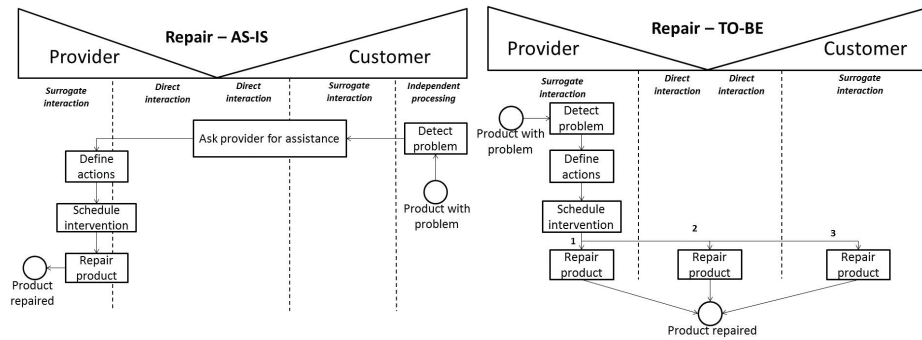 Repair – AS-IS
Provider
Customer
Surrogate
interaction
Direct
interaction
Direct
interaction
Surrogate
interaction
Independent
processing
Ask provider for assistance
Detect
problem
Define
actions
Product with
problem
Schedule
intervention
Repair
product
Product
repaired
Repair – TO-BE
Provider
Customer
Surrogate
interaction
Direct
interaction
Direct
interaction
Surrogate
interaction
Detect
problem
Product with
problem
Define
actions
Schedule
intervention
1
2
3
Repair
product
Repair
product
Repair
product
Product repaired